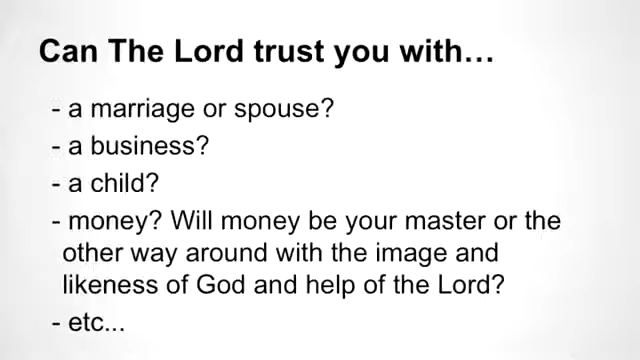 Can The Lord trust you with...
- a marriage or spouse?
- a business?
- a child?
- money? Will money be your master or the
other way around with the image and
likeness of God and help of the Lord?
- etc...